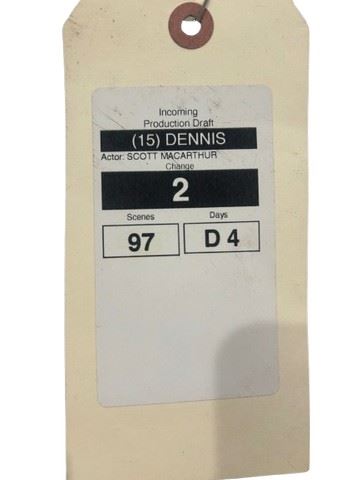 Incoming
Production Draft
(15) DENNIS
Actor: SCOTT MACARTHUR
Change
2
Scenes Days
97 D 4